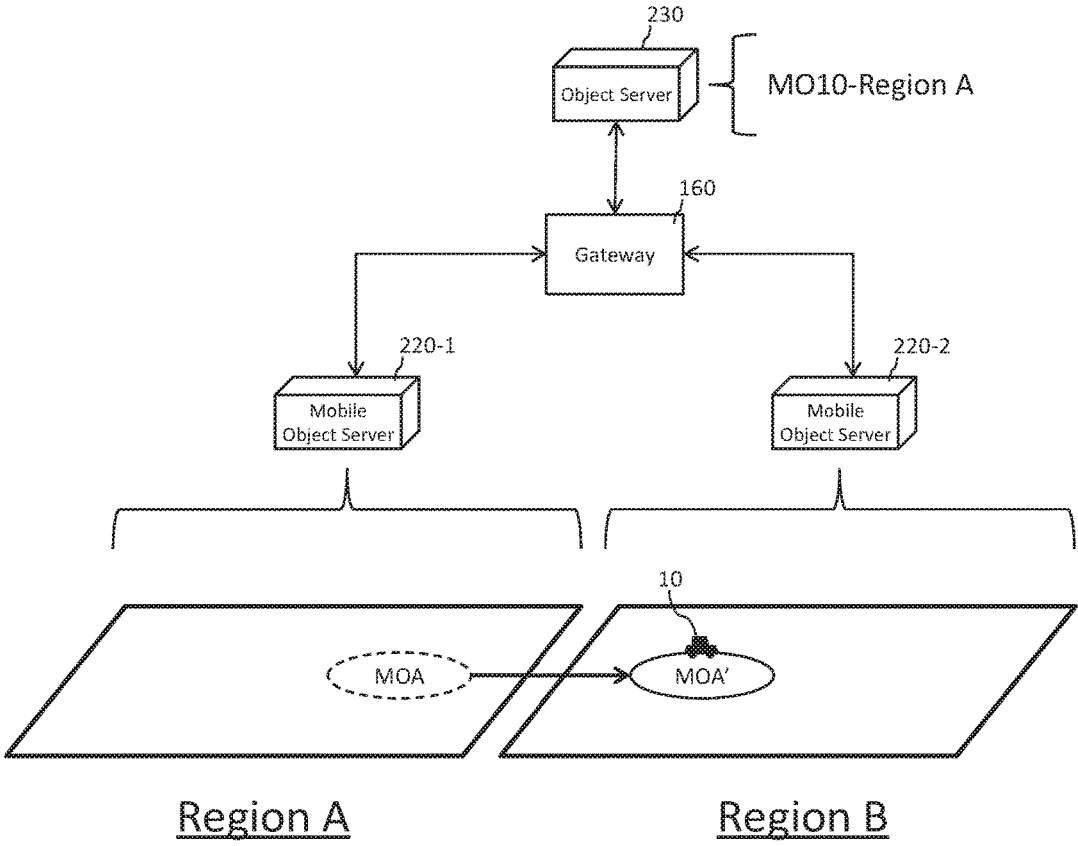 230
Object Server
MO10-Region A
160
Gateway
220-1
Mobile
Object Server
220-2
Mobile
Object Server
10
MOA
MOA'
Region A
Region B